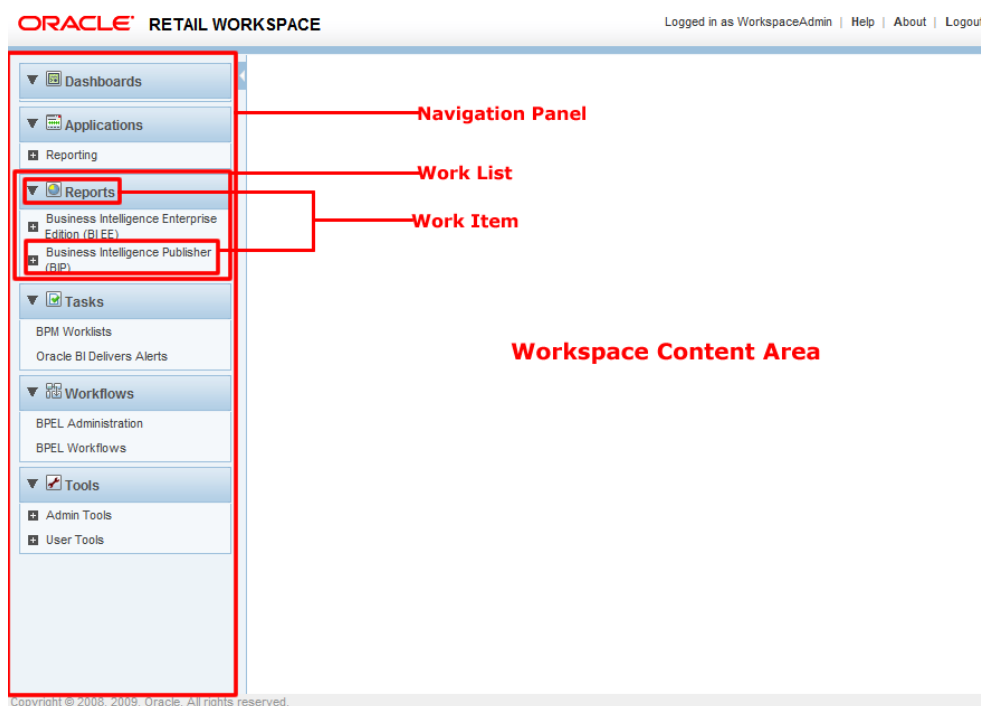 ORACLE RETAIL WORKSPACE
Logged in as WorkspaceAdmin | Help | About | Logout
Dashboards
Applications
Reporting
Reports
Business Intelligence Enterprise
Edition (BI EE)
Business Intelligence Publisher
(BIP)
Tasks
BPM Worklists
Oracle BI Delivers Alerts
Workflows
BPEL Administration
BPEL Workflows
Tools
Admin Tools
User Tools
Navigation Panel
Work List
Work Item
Workspace Content Area
Copyright © 2008, 2009, Oracle. All rights reserved.